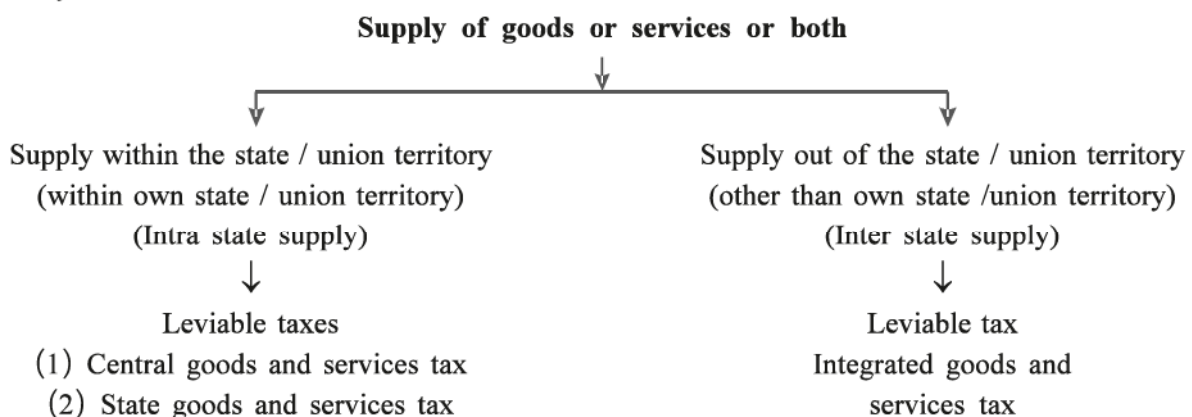 Supply of goods or services or both
Supply within the state / union territory
(within own state / union territory)
(Intra state supply)
Leviable taxes
(1) Central goods and services tax
(2) State goods and services tax
Supply out of the state / union territory
(other than own state /union territory)
(Inter state supply)
Leviable tax
Integrated goods and
services tax